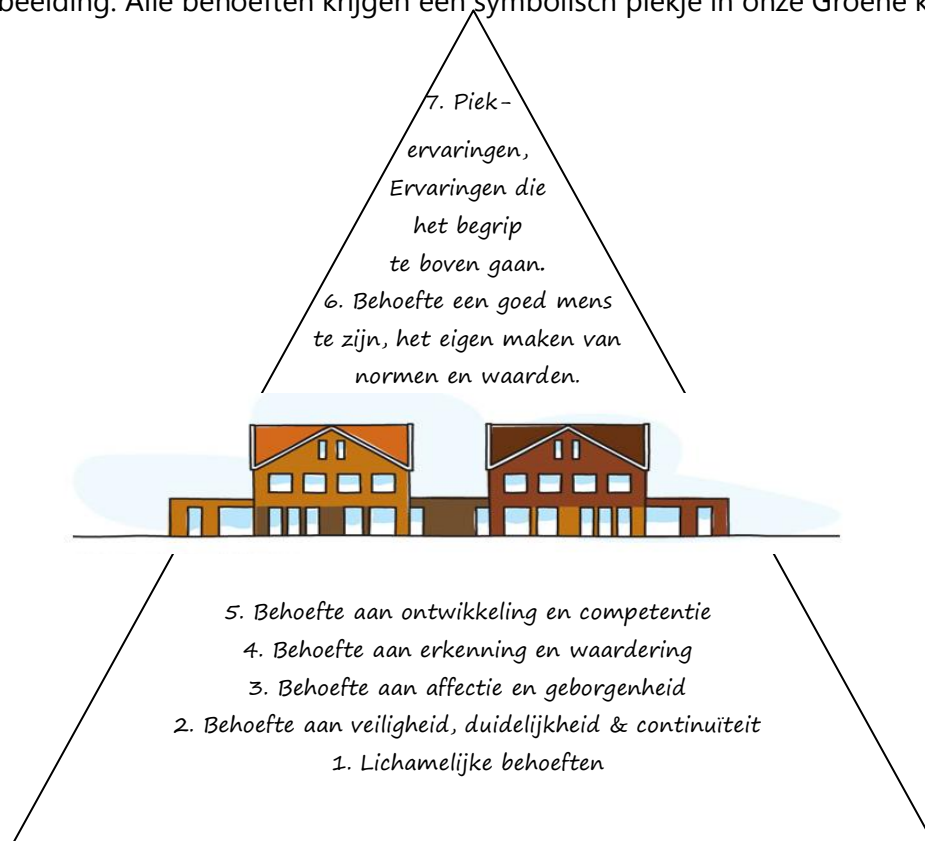 beelding. Alle behoeften krijgen een symbolisch plekje in onze Groene k
7. Piek-
ervaringen,
Ervaringen die
het begrip
te boven gaan.
6. Behoefte een goed mens
te zijn, het eigen maken van
normen en waarden.
5. Behoefte aan ontwikkeling en competentie
4. Behoefte aan erkenning en waardering
3. Behoefte aan affectie en geborgenheid
2. Behoefte aan veiligheid, duidelijkheid & continuïteit
1. Lichamelijke behoeften